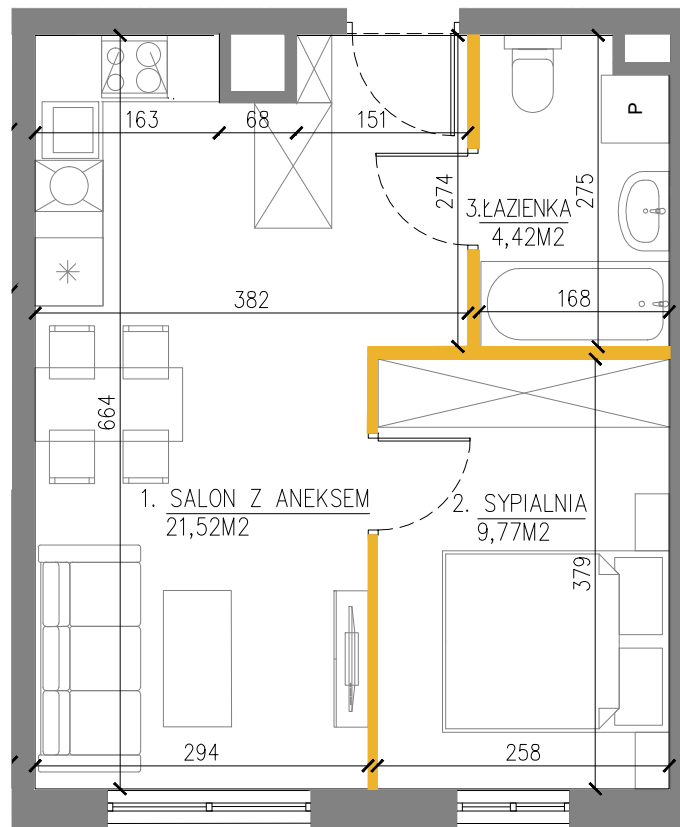 163
68
151
P
274
275
3.ŁAZIENKA
4,42M2
382
168
664
1. SALON Z ANEKSEM
21,52M2
2. SYPIALNIA
9,77M2
379
294
258